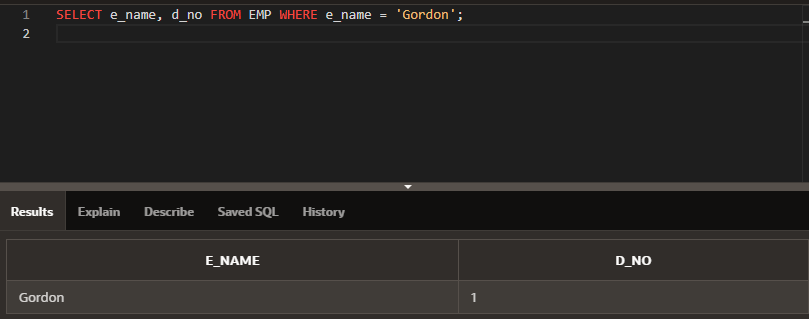 1 SELECT e_name, d_no FROM EMP WHERE e_name = 'Gordon';
2
Results Explain Describe Saved SQL History
E_NAME D_NO
Gordon 1